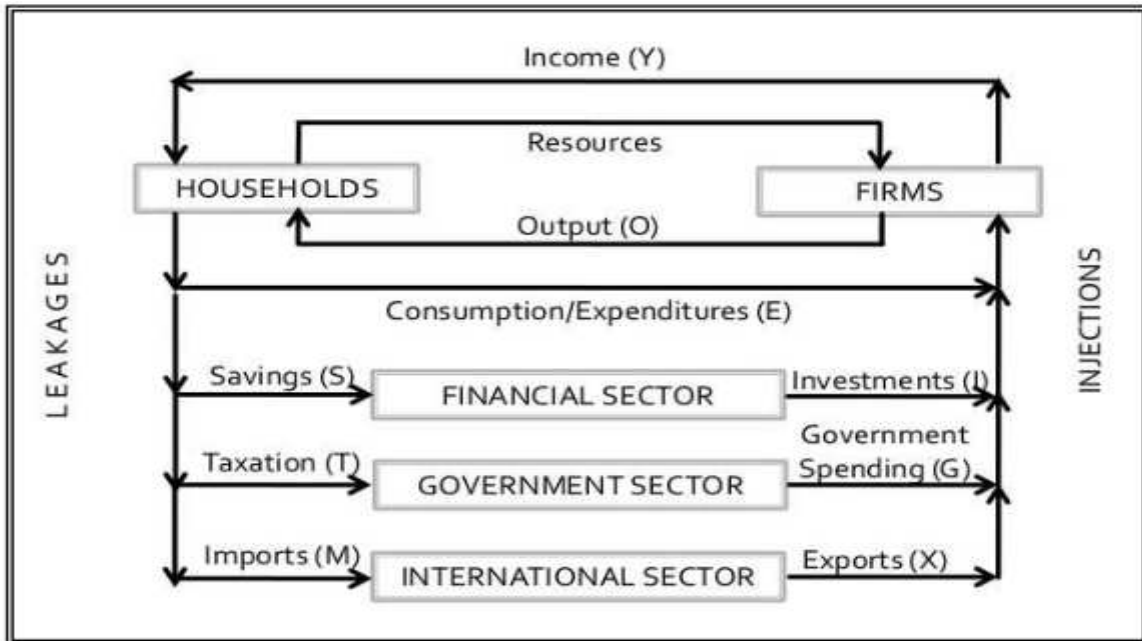 Income (Y)
Resources
HOUSEHOLDS
FIRMS
Output (O)
LEAKAGES
INJECTIONS
Consumption/Expenditures (E)
Savings (S)
FINANCIAL SECTOR
Investments (I)
Government
Taxation (T)
GOVERNMENT SECTOR
Spending (G)
Imports (M)
INTERNATIONAL SECTOR
Exports (X)